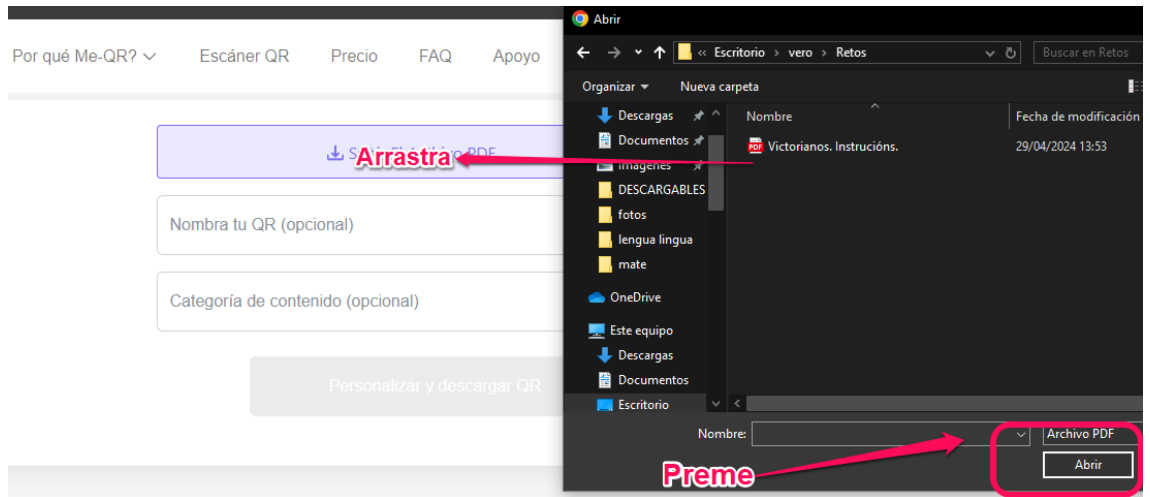 Por qué Me-QR?
Escáner QR
Precio
FAQ
Apoyo
Arrastra
PDF
Nombra tu QR (opcional)
Categoría de contenido (opcional)
Personalizar y descargar QR
Abrir
« Escritorio › vero › Retos
Buscar en Retos
Organizar
Nueva carpeta
Descargas
Documentos
Imágenes
DESCARGABLES
fotos
lengua lingua
mate
OneDrive
Este equipo
Descargas
Documentos
Escritorio
Nombre
Fecha de modificación
PDF Victorianos. Instrucións.
29/04/2024 13:53
Nombre:
Archivo PDF
Abrir
Preme